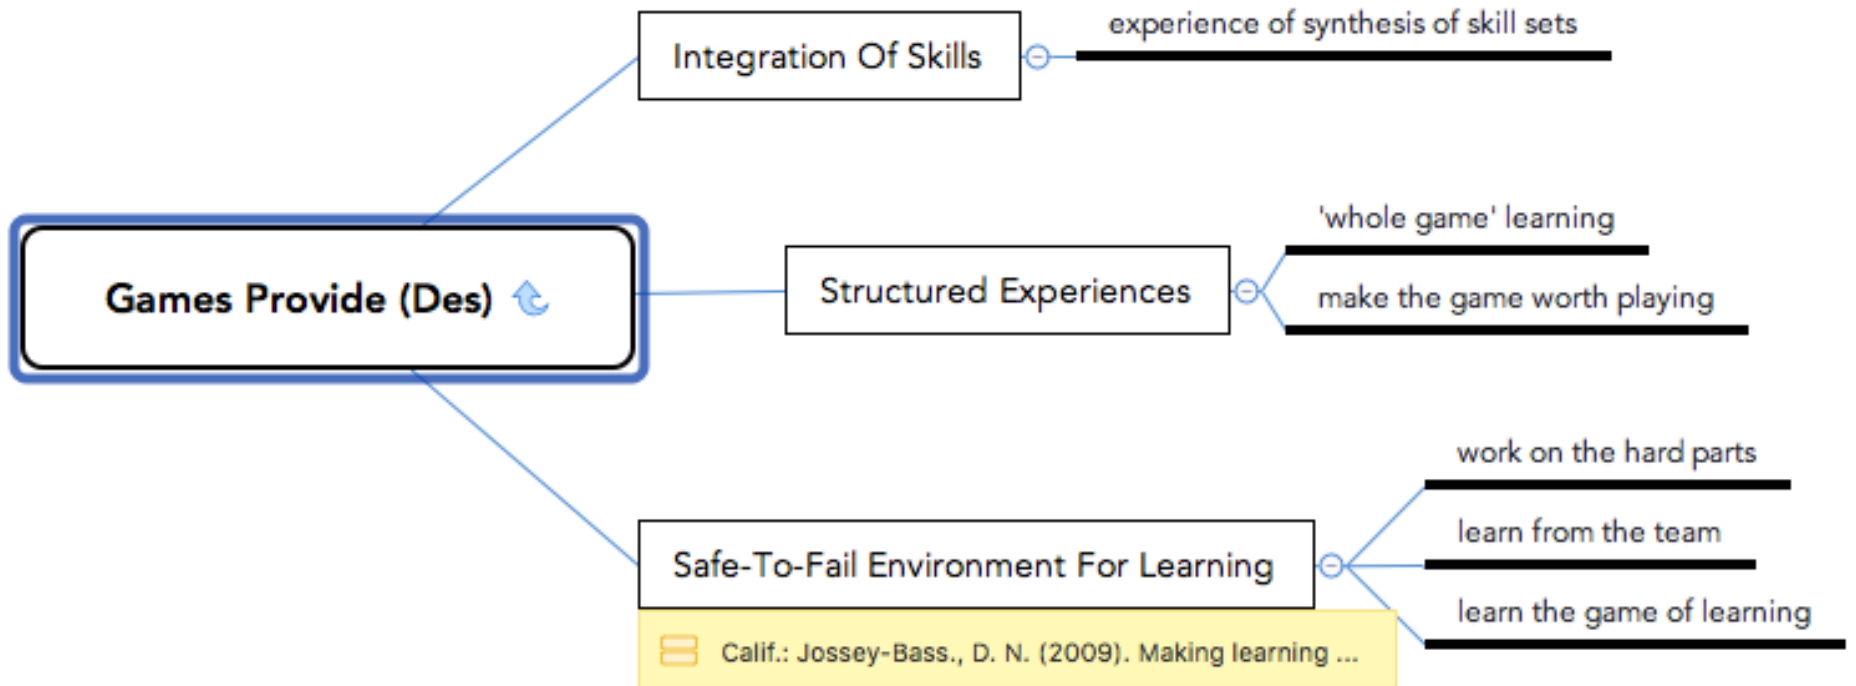 Games Provide (Des)
Integration Of Skills
experience of synthesis of skill sets
Structured Experiences
'whole game' learning
make the game worth playing
Safe-To-Fail Environment For Learning
Calif.: Jossey-Bass., D. N. (2009). Making learning ...
work on the hard parts
learn from the team
learn the game of learning